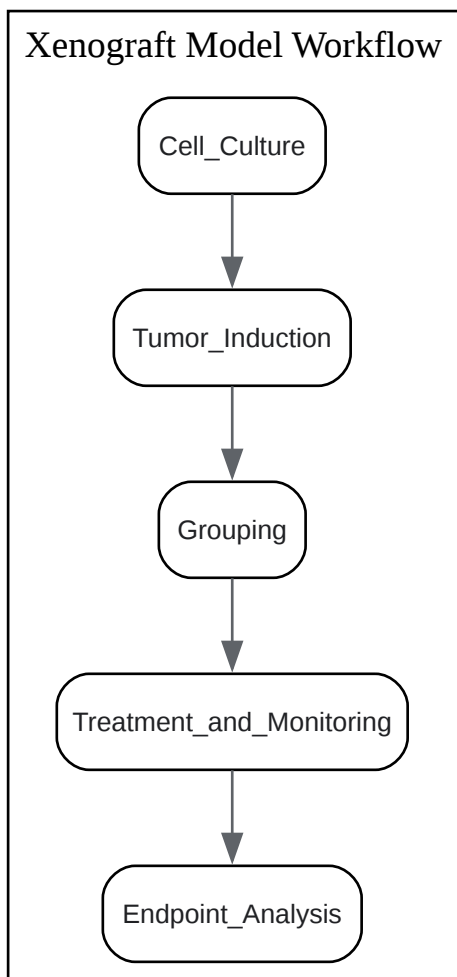 Xenograft Model Workflow
Cell_Culture
Tumor_Induction
Grouping
Treatment_and_Monitoring
Endpoint_Analysis